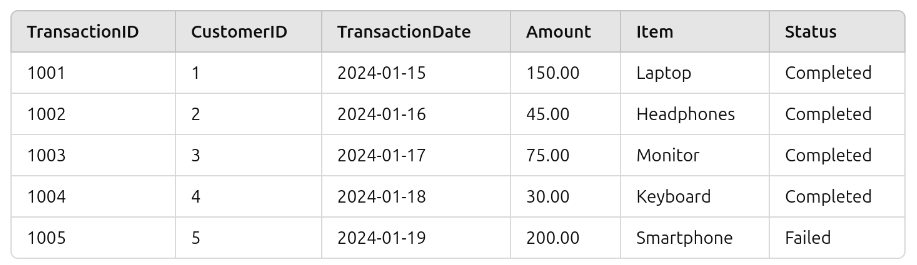 TransactionID CustomerID TransactionDate Amount Item Status
1001 1 2024-01-15 150.00 Laptop Completed
1002 2 2024-01-16 45.00 Headphones Completed
1003 3 2024-01-17 75.00 Monitor Completed
1004 4 2024-01-18 30.00 Keyboard Completed
1005 5 2024-01-19 200.00 Smartphone Failed